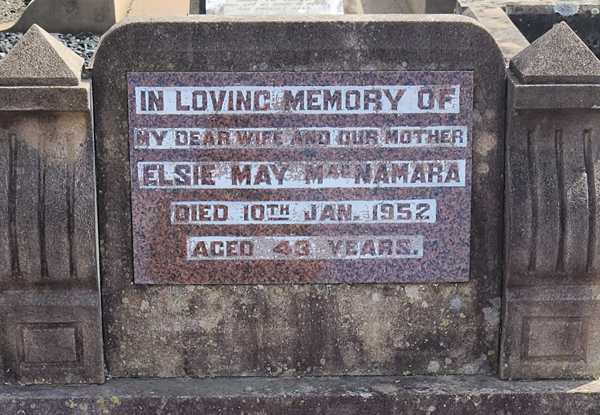 IN LOVING MEMORY OF
MY DEAR WIFE AND OUR MOTHER
ELSIE MAY MACNAMARA
DIED 10TH JAN. 1952
AGED 43 YEARS.